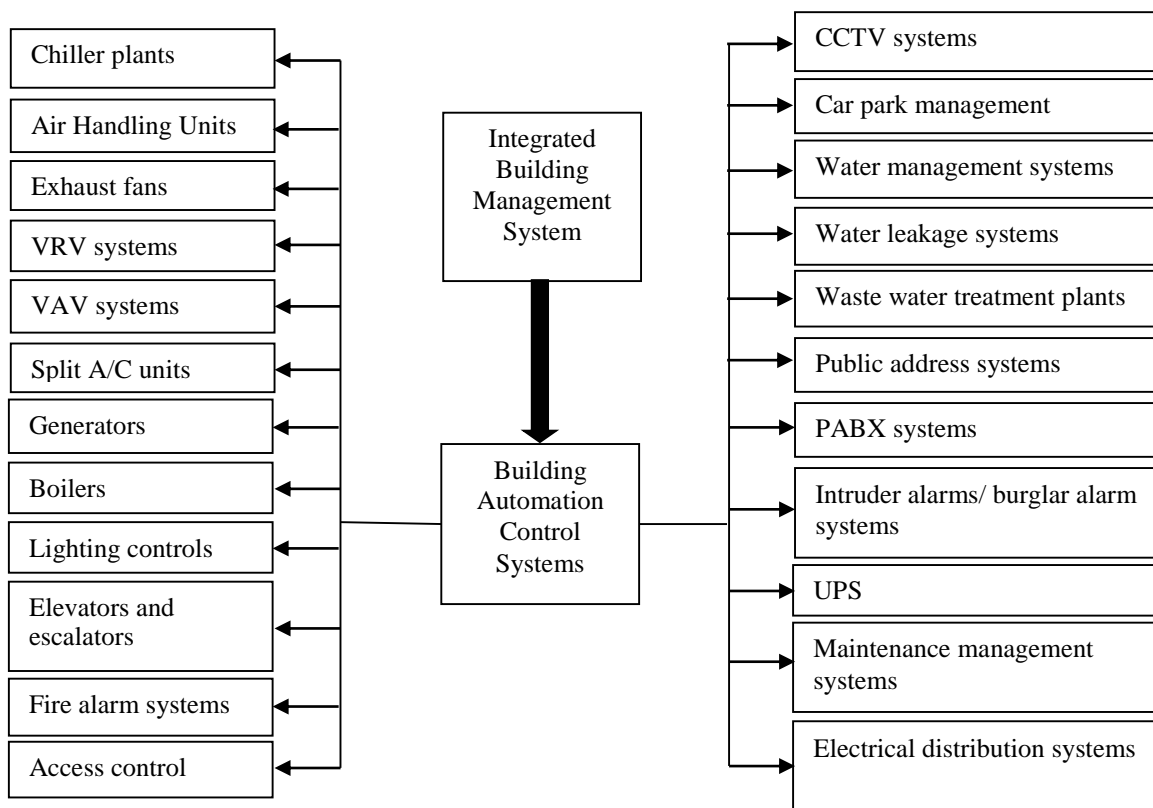 Chiller plants
Air Handling Units
Exhaust fans
VRV systems
VAV systems
Split A/C units
Generators
Boilers
Lighting controls
Elevators and
escalators
Fire alarm systems
Access control
Integrated
Building
Management
System
Building
Automation
Control
Systems
CCTV systems
Car park management
Water management systems
Water leakage systems
Waste water treatment plants
Public address systems
PABX systems
Intruder alarms/ burglar alarm
systems
UPS
Maintenance management
systems
Electrical distribution systems